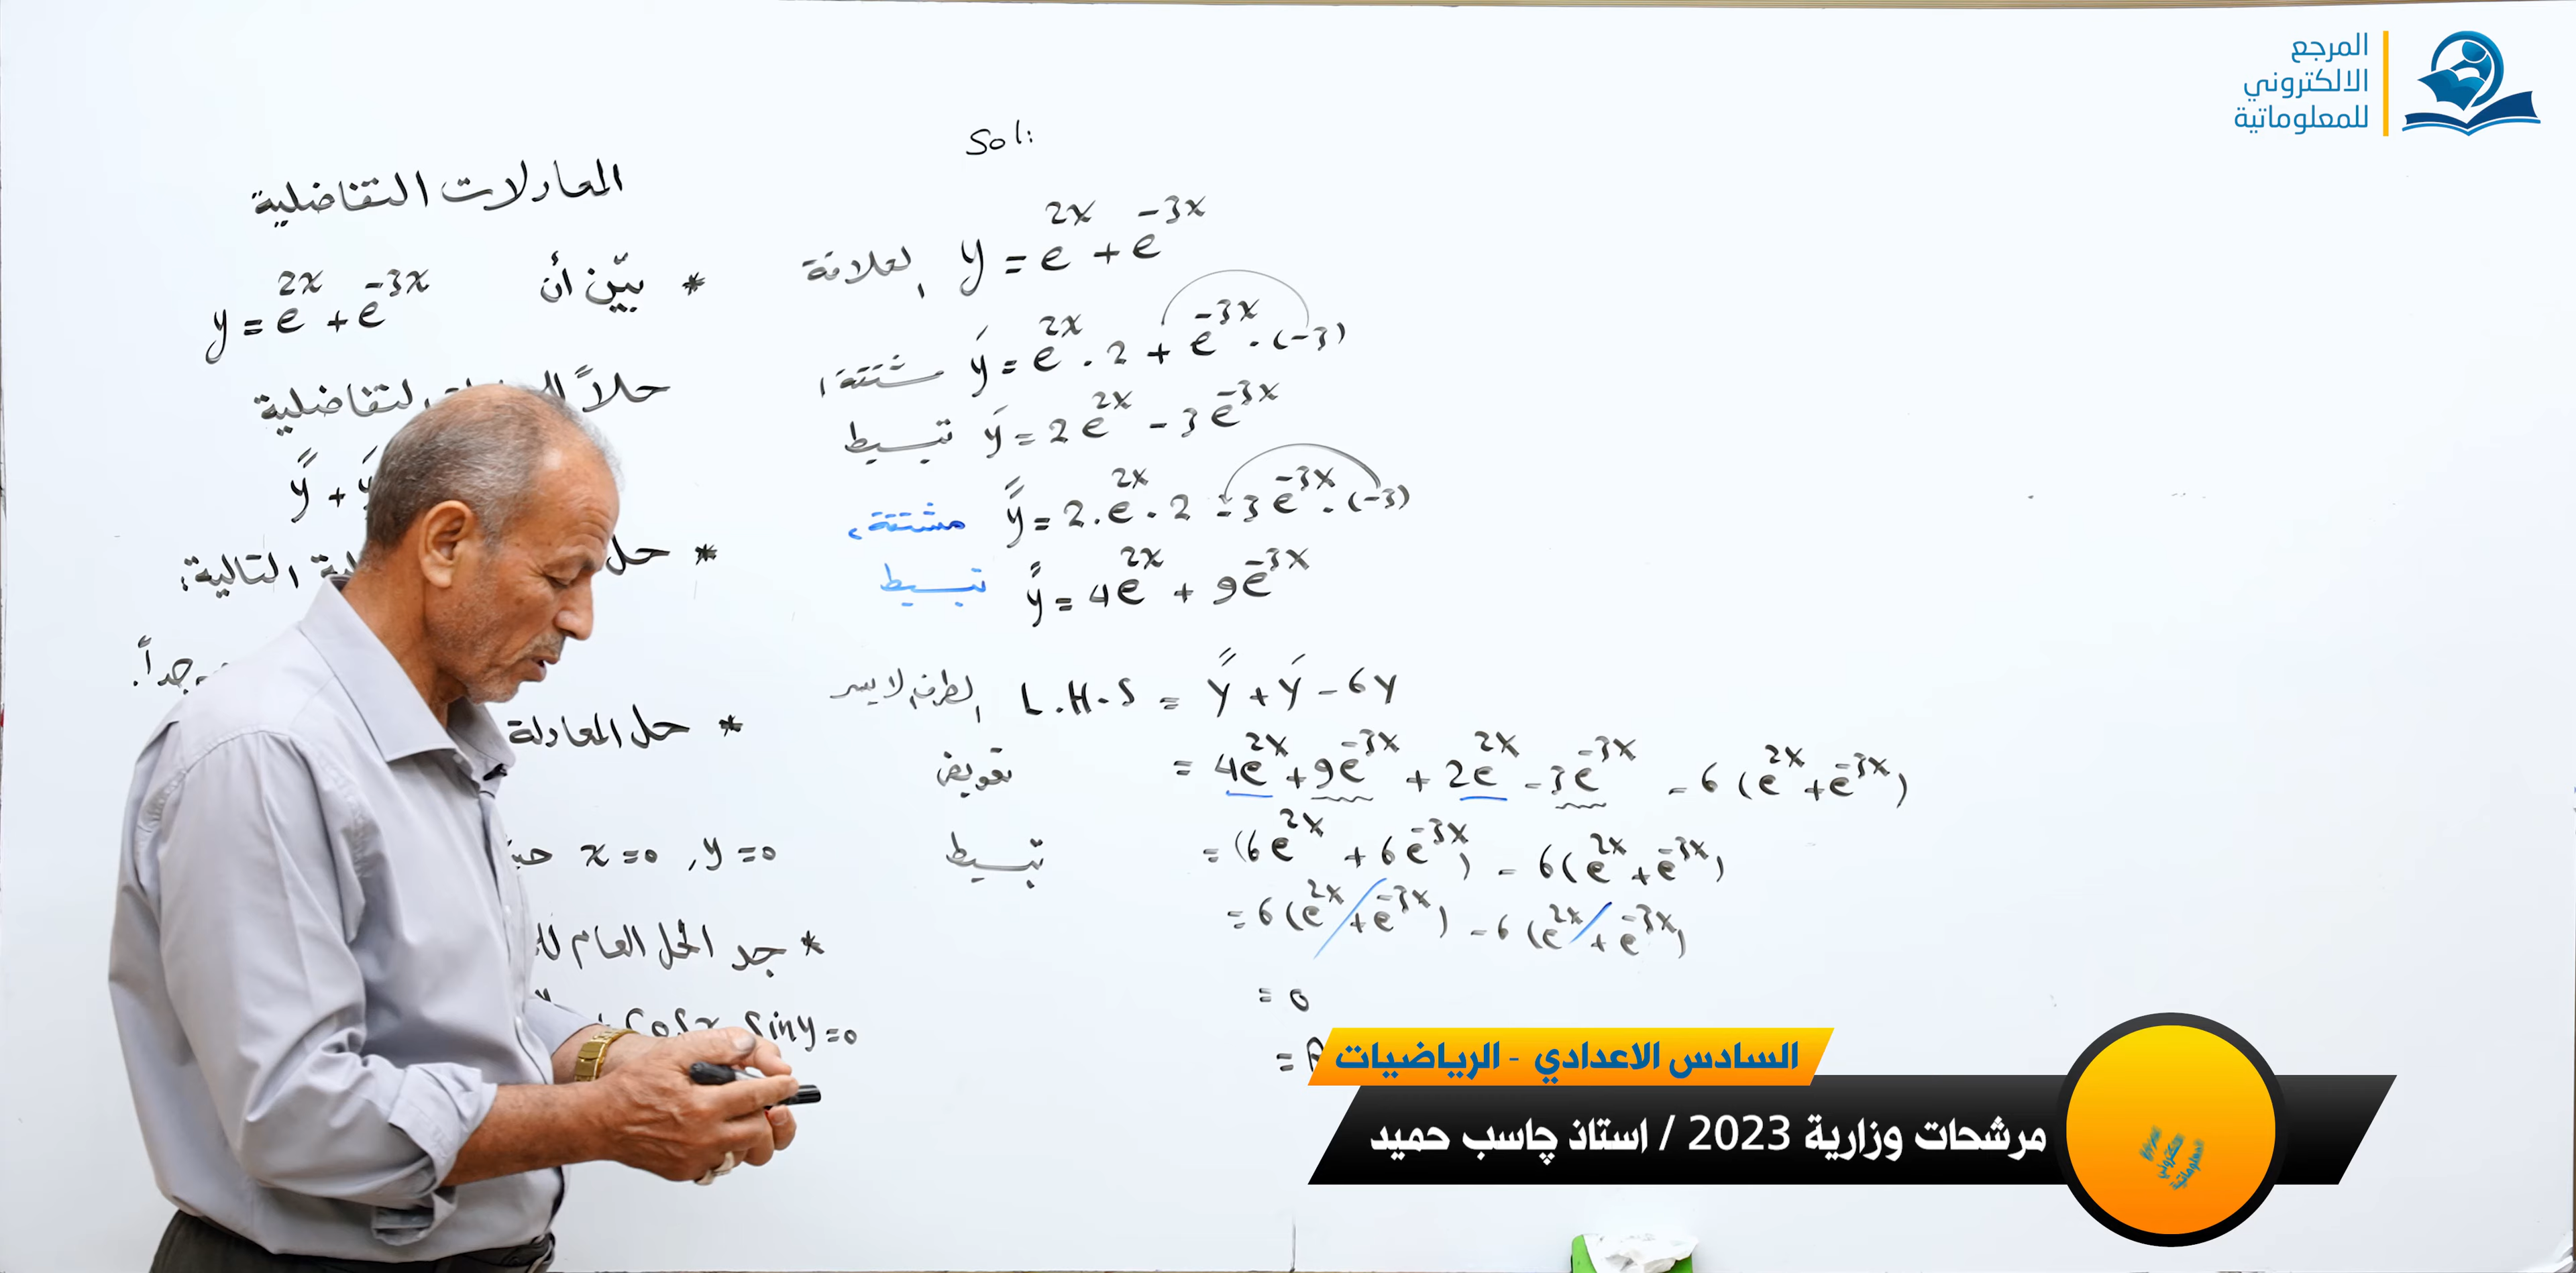 المرجع
الالكتروني
للمعلوماتية
المعادلات التفاضلية
* بيّن أن
y = e^{2x} + e^{-3x}
حلاً
التفاضلية
y″ +
* حل
التالية:
جداً.
* حل المعادلة
x = 0 , y = 0
* جد الحل العام
Cosx Siny = 0
Sol:
العلاقة y = e^{2x} + e^{-3x}
y′ = e^{2x} . 2 + e^{-3x} . (-3)
تبسيط y′ = 2e^{2x} - 3e^{-3x}
y″ = 2 . e^{2x} . 2 - 3e^{-3x} . (-3)
تبسيط y″ = 4e^{2x} + 9e^{-3x}
الطرف الايسر L.H.S = y″ + y′ - 6y
تعويض = 4e^{2x} + 9e^{-3x} + 2e^{2x} - 3e^{-3x} - 6(e^{2x} + e^{-3x})
تبسيط = (6e^{2x} + 6e^{-3x}) - 6(e^{2x} + e^{-3x})
= 6(e^{2x} + e^{-3x}) - 6(e^{2x} + e^{-3x})
= 0
=
السادس الاعدادي - الرياضيات
مرشحات وزارية 2023 / استاذ چاسب حميد